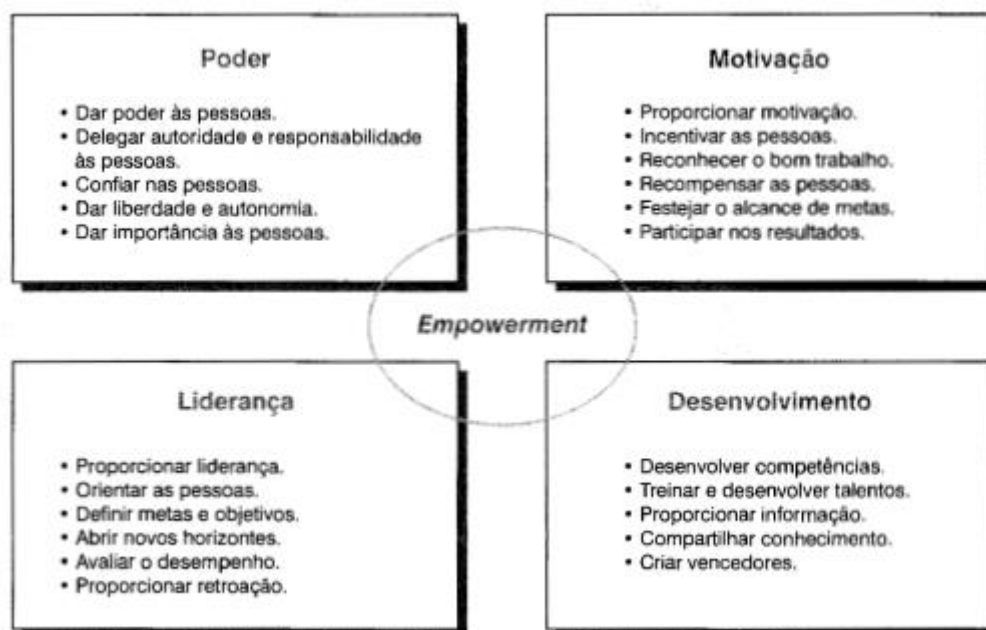 Poder
• Dar poder às pessoas.
• Delegar autoridade e responsabilidade
às pessoas.
• Confiar nas pessoas.
• Dar liberdade e autonomia.
• Dar importância às pessoas.
Motivação
• Proporcionar motivação.
• Incentivar as pessoas.
• Reconhecer o bom trabalho.
• Recompensar as pessoas.
• Festejar o alcance de metas.
• Participar nos resultados.
Empowerment
Liderança
• Proporcionar liderança.
• Orientar as pessoas.
• Definir metas e objetivos.
• Abrir novos horizontes.
• Avaliar o desempenho.
• Proporcionar retroação.
Desenvolvimento
• Desenvolver competências.
• Treinar e desenvolver talentos.
• Proporcionar informação.
• Compartilhar conhecimento.
• Criar vencedores.